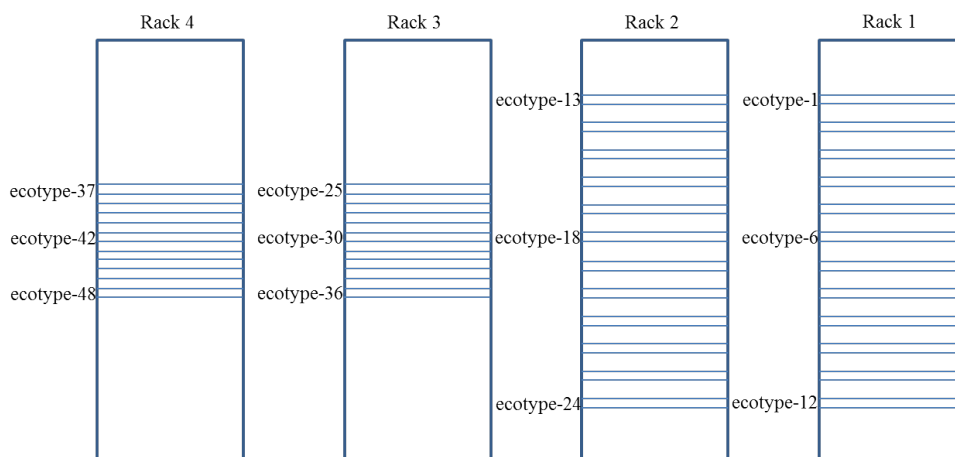 Rack 4
Rack 3
Rack 2
Rack 1
ecotype-13
ecotype-1
ecotype-37
ecotype-25
ecotype-42
ecotype-30
ecotype-18
ecotype-6
ecotype-48
ecotype-36
ecotype-24
ecotype-12